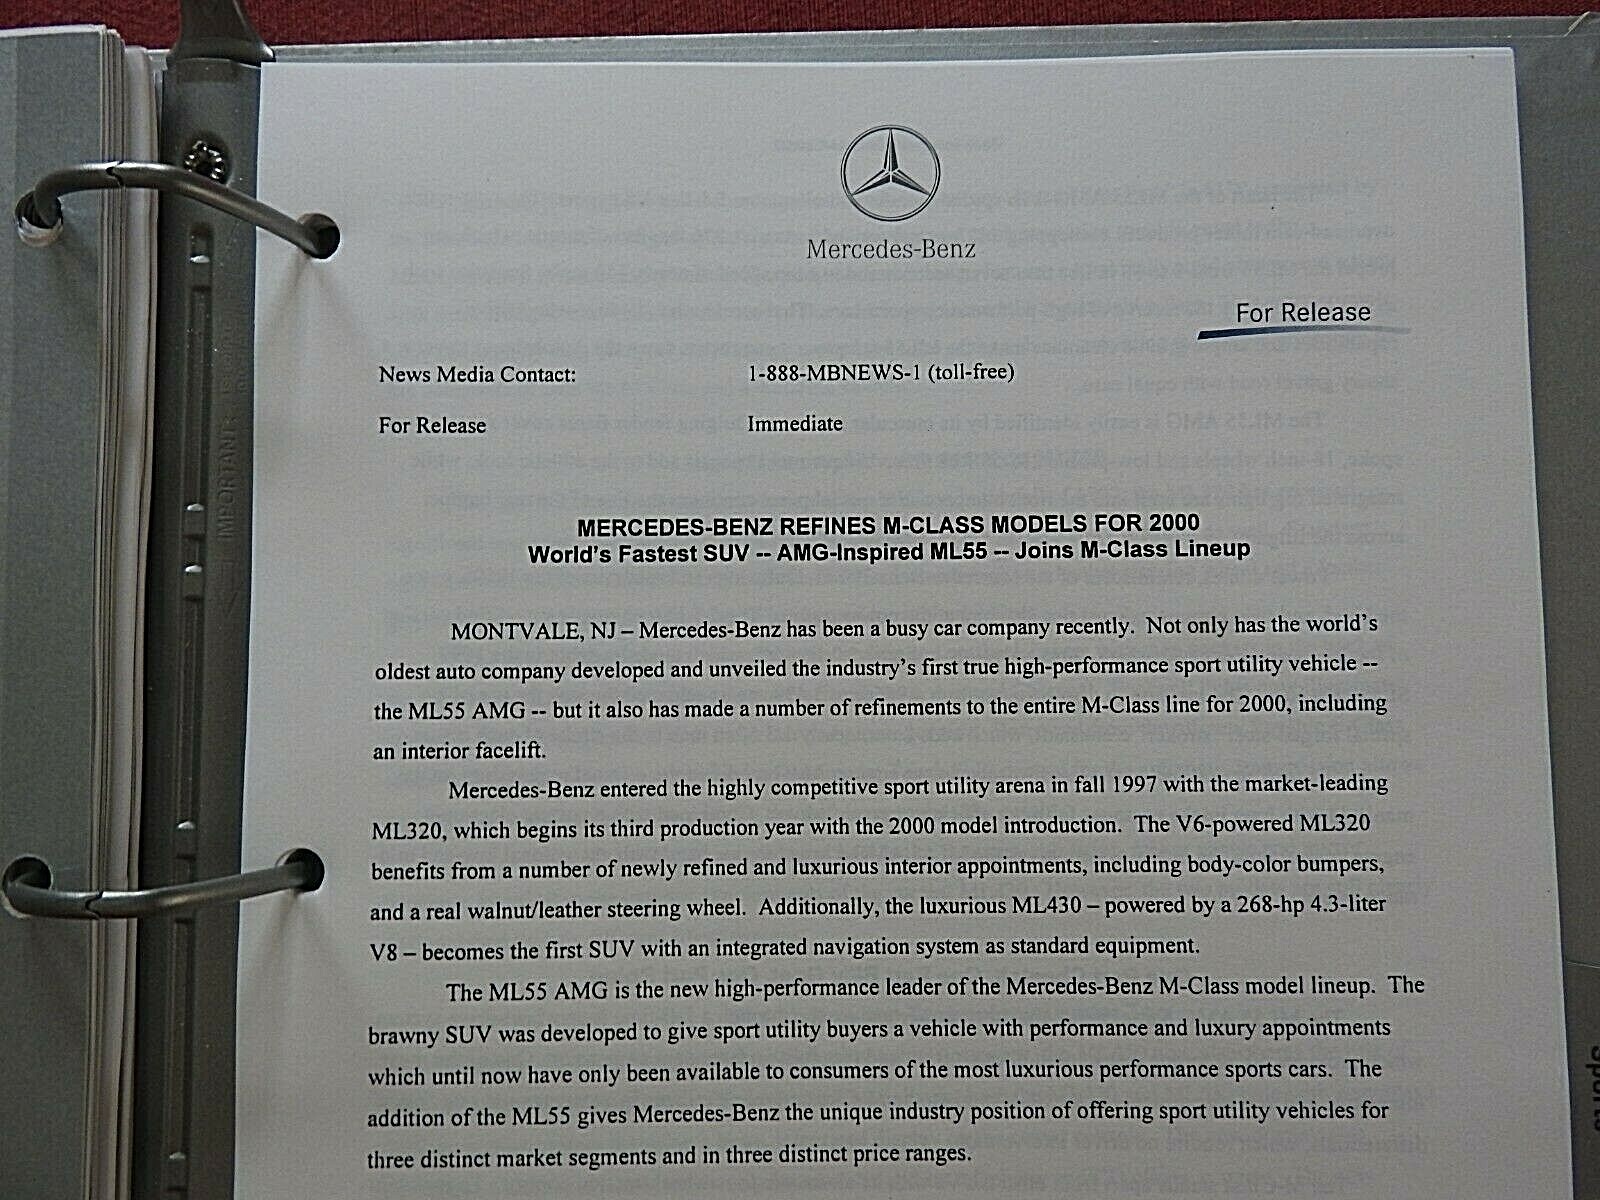 Mercedes-Benz
For Release
News Media Contact: 1-888-MBNEWS-1 (toll-free)
For Release Immediate
MERCEDES-BENZ REFINES M-CLASS MODELS FOR 2000
World's Fastest SUV -- AMG-Inspired ML55 -- Joins M-Class Lineup
MONTVALE, NJ – Mercedes-Benz has been a busy car company recently. Not only has the world's
oldest auto company developed and unveiled the industry's first true high-performance sport utility vehicle --
the ML55 AMG -- but it also has made a number of refinements to the entire M-Class line for 2000, including
an interior facelift.
Mercedes-Benz entered the highly competitive sport utility arena in fall 1997 with the market-leading
ML320, which begins its third production year with the 2000 model introduction. The V6-powered ML320
benefits from a number of newly refined and luxurious interior appointments, including body-color bumpers,
and a real walnut/leather steering wheel. Additionally, the luxurious ML430 – powered by a 268-hp 4.3-liter
V8 – becomes the first SUV with an integrated navigation system as standard equipment.
The ML55 AMG is the new high-performance leader of the Mercedes-Benz M-Class model lineup. The
brawny SUV was developed to give sport utility buyers a vehicle with performance and luxury appointments
which until now have only been available to consumers of the most luxurious performance sports cars. The
addition of the ML55 gives Mercedes-Benz the unique industry position of offering sport utility vehicles for
three distinct market segments and in three distinct price ranges.
IMPORTANT